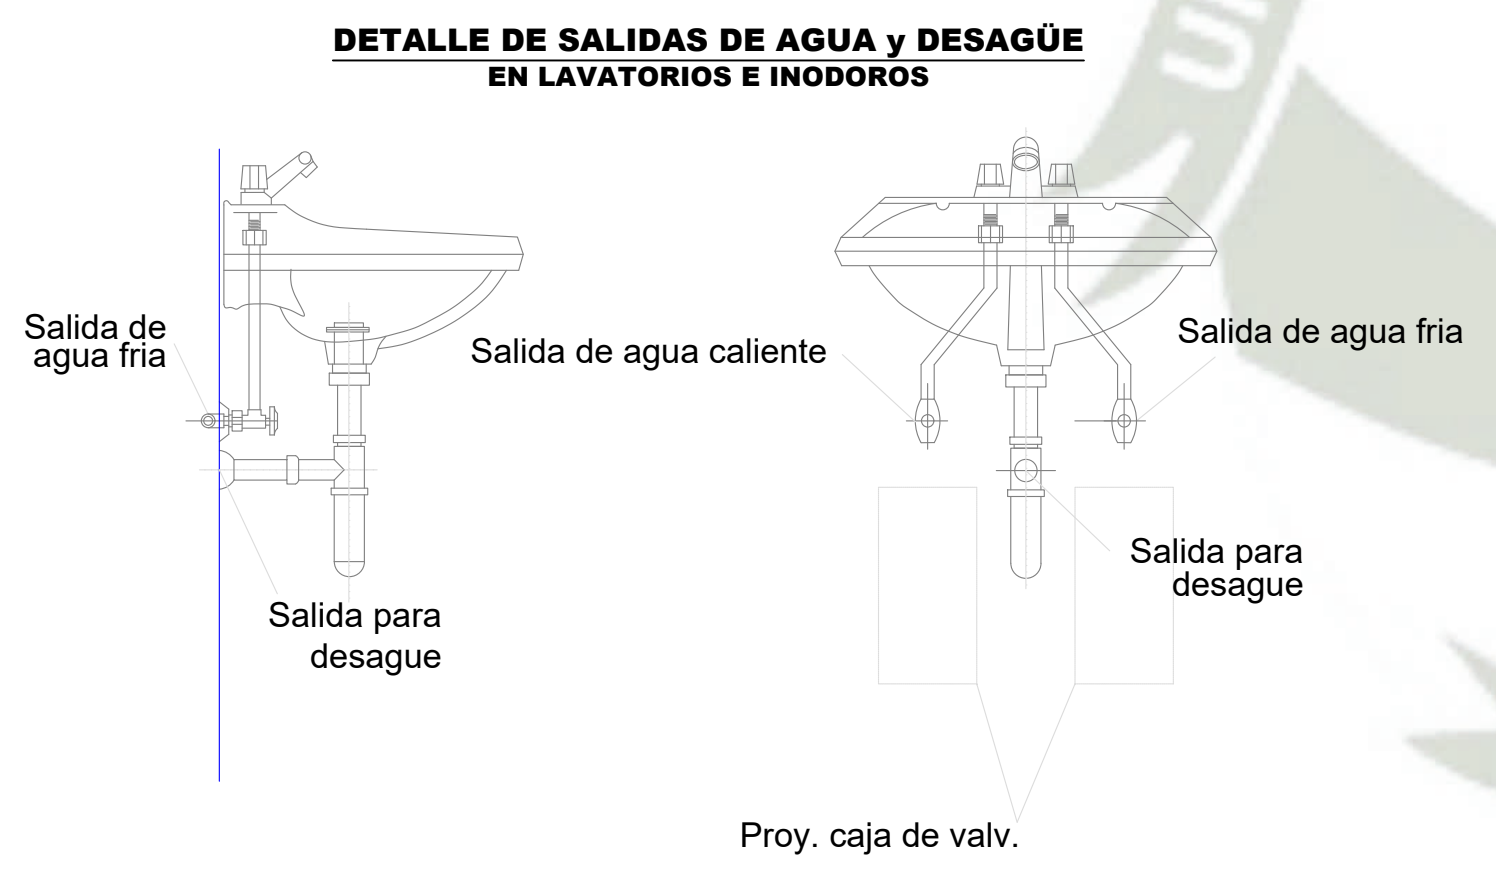 DETALLE DE SALIDAS DE AGUA y DESAGÜE
EN LAVATORIOS E INODOROS
Salida de
agua fria
Salida de agua caliente
Salida de agua fria
Salida para
desague
Salida para
desague
Proy. caja de valv.